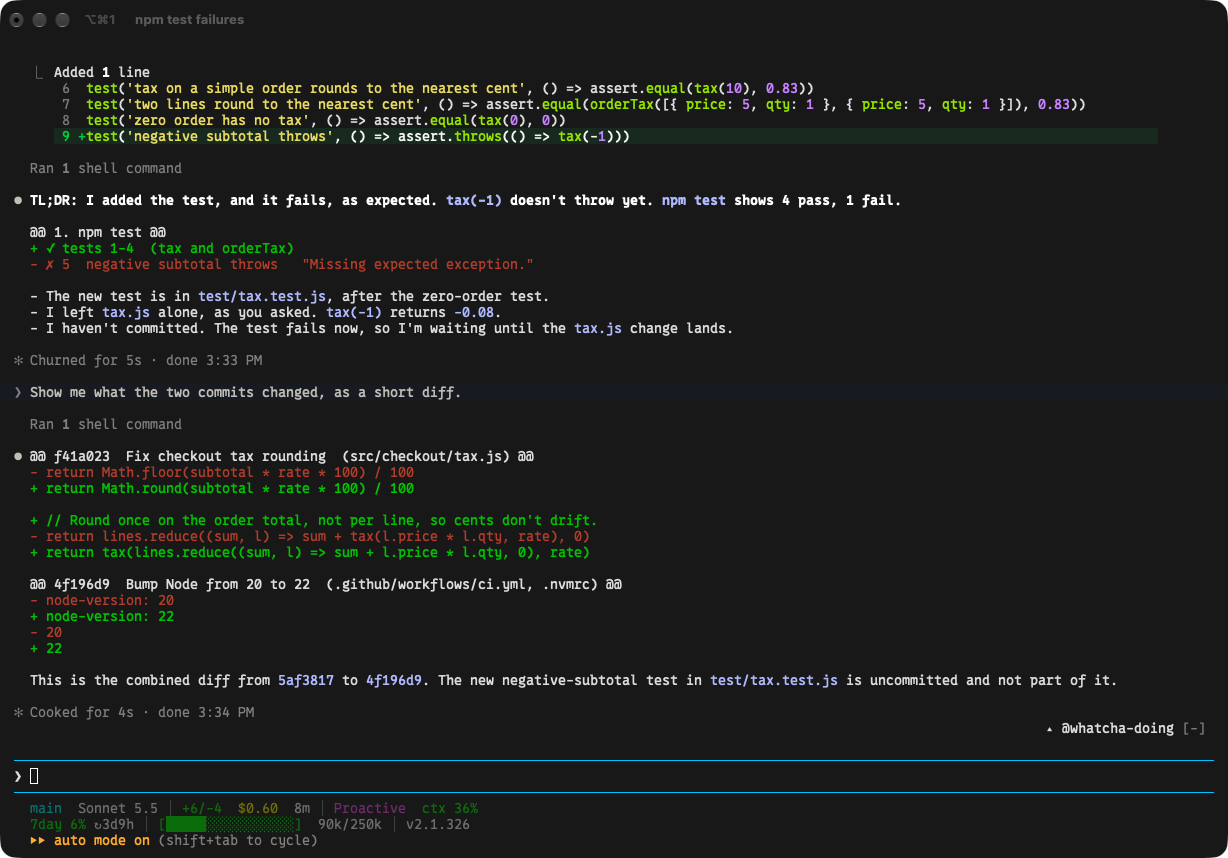 ⌥⌘1 npm test failures
⎿ Added 1 line
6 test('tax on a simple order rounds to the nearest cent', () => assert.equal(tax(10), 0.83))
7 test('two lines round to the nearest cent', () => assert.equal(orderTax([{ price: 5, qty: 1 }, { price: 5, qty: 1 }]), 0.83))
8 test('zero order has no tax', () => assert.equal(tax(0), 0))
9 +test('negative subtotal throws', () => assert.throws(() => tax(-1)))
Ran 1 shell command
● TL;DR: I added the test, and it fails, as expected. tax(-1) doesn't throw yet. npm test shows 4 pass, 1 fail.
@@ 1. npm test @@
+ ✓ tests 1-4 (tax and orderTax)
- ✗ 5 negative subtotal throws "Missing expected exception."
- The new test is in test/tax.test.js, after the zero-order test.
- I left tax.js alone, as you asked. tax(-1) returns -0.08.
- I haven't committed. The test fails now, so I'm waiting until the tax.js change lands.
✻ Churned for 5s · done 3:33 PM
❯ Show me what the two commits changed, as a short diff.
Ran 1 shell command
● @@ f41a023 Fix checkout tax rounding (src/checkout/tax.js) @@
- return Math.floor(subtotal * rate * 100) / 100
+ return Math.round(subtotal * rate * 100) / 100
+ // Round once on the order total, not per line, so cents don't drift.
- return lines.reduce((sum, l) => sum + tax(l.price * l.qty, rate), 0)
+ return tax(lines.reduce((sum, l) => sum + l.price * l.qty, 0), rate)
@@ 4f196d9 Bump Node from 20 to 22 (.github/workflows/ci.yml, .nvmrc) @@
- node-version: 20
+ node-version: 22
- 20
+ 22
This is the combined diff from 5af3817 to 4f196d9. The new negative-subtotal test in test/tax.test.js is uncommitted and not part of it.
✻ Cooked for 4s · done 3:34 PM
▴ @whatcha-doing [-]
❯
main Sonnet 5.5 | +6/-4 $0.60 8m | Proactive ctx 36%
7day 6% ↻3d9h | [█████░░░░░░░░░░░] 90k/250k | v2.1.326
⏵⏵ auto mode on (shift+tab to cycle)